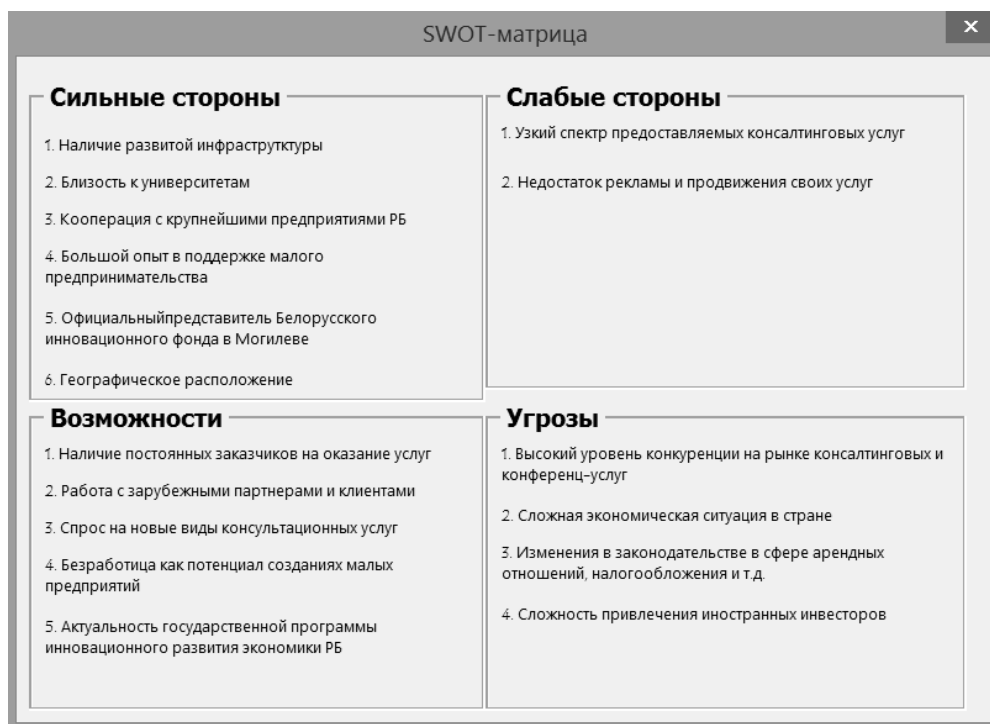 SWOT-матрица
Сильные стороны
1. Наличие развитой инфраструтктуры
2. Близость к университетам
3. Кооперация с крупнейшими предприятиями РБ
4. Большой опыт в поддержке малого
предпринимательства
5. Официальныйпредставитель Белорусского
инновационного фонда в Могилеве
6. Географическое расположение
Слабые стороны
1. Узкий спектр предоставляемых консалтинговых услуг
2. Недостаток рекламы и продвижения своих услуг
Возможности
1. Наличие постоянных заказчиков на оказание услуг
2. Работа с зарубежными партнерами и клиентами
3. Спрос на новые виды консультационных услуг
4. Безработица как потенциал созданиях малых
предприятий
5. Актуальность государственной программы
инновационного развития экономики РБ
Угрозы
1. Высокий уровень конкуренции на рынке консалтинговых и
конференц-услуг
2. Сложная экономическая ситуация в стране
3. Изменения в законодательстве в сфере арендных
отношений, налогообложения и т.д.
4. Сложность привлечения иностранных инвесторов